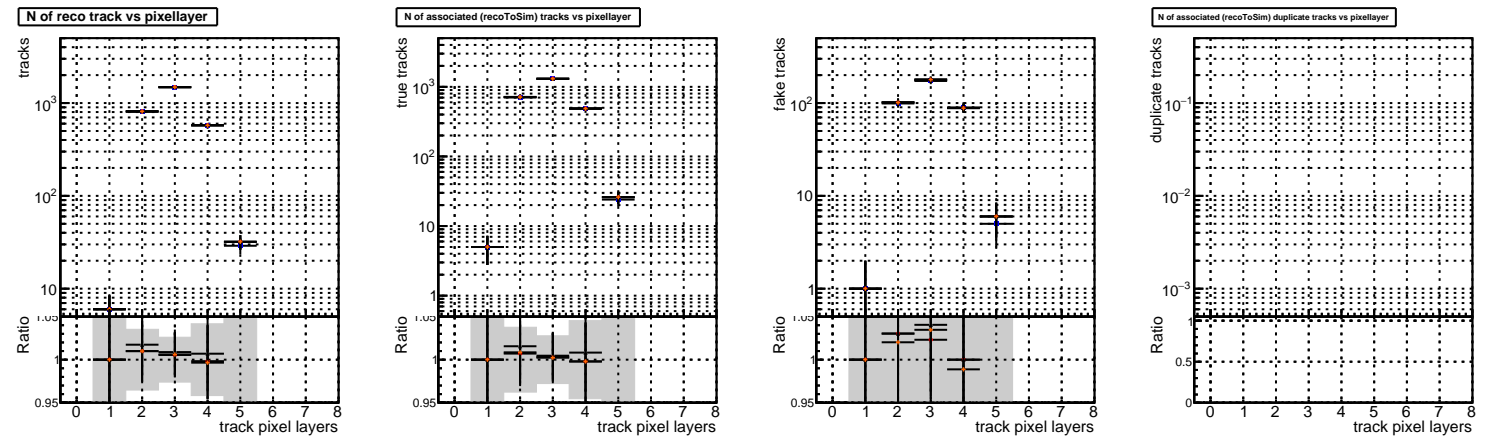 N of reco track vs pixellayer
tracks
10³
10²
10
Ratio
1.05
1
0.95
0 1 2 3 4 5 6 7 8
track pixel layers
N of associated (recoToSim) tracks vs pixellayer
true tracks
10³
10²
10
1
Ratio
1.05
1
0.95
0 1 2 3 4 5 6 7 8
track pixel layers
fake tracks
10²
10
1
Ratio
1.05
1
0.95
0 1 2 3 4 5 6 7 8
track pixel layers
N of associated (recoToSim) duplicate tracks vs pixellayer
duplicate tracks
10⁻¹
10⁻²
10⁻³
Ratio
1
0.5
0
0 1 2 3 4 5 6 7 8
track pixel layers